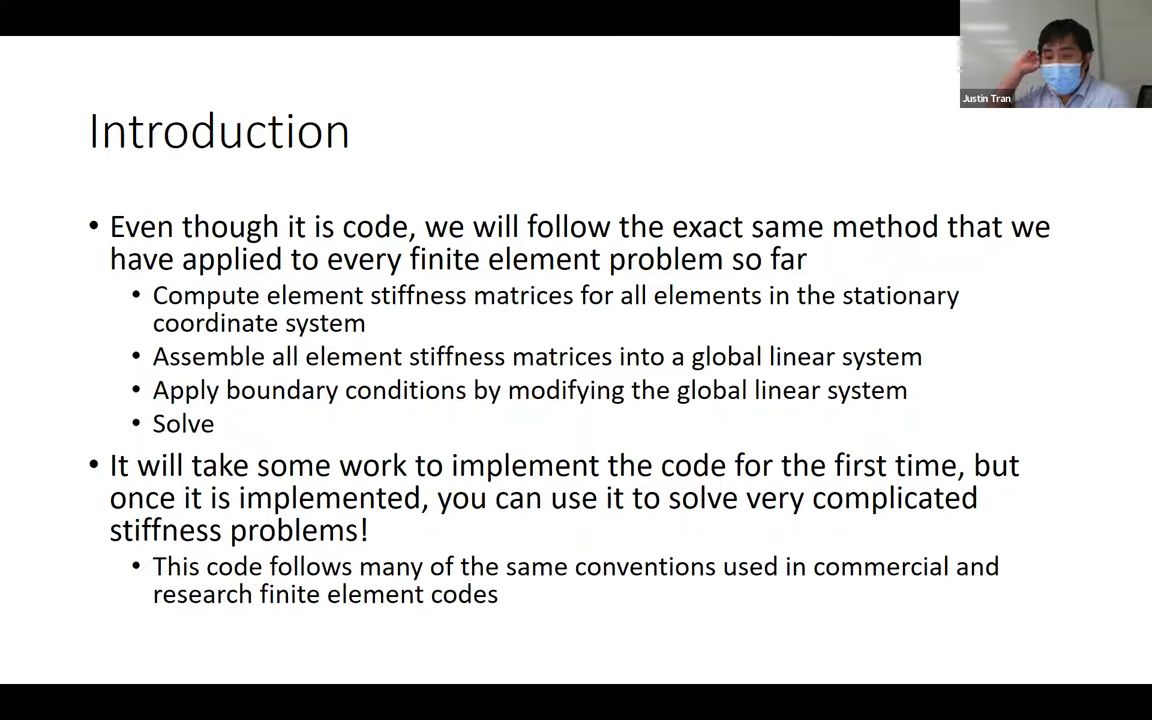 Justin Tran
Introduction
• Even though it is code, we will follow the exact same method that we
have applied to every finite element problem so far
• Compute element stiffness matrices for all elements in the stationary
coordinate system
• Assemble all element stiffness matrices into a global linear system
• Apply boundary conditions by modifying the global linear system
• Solve
• It will take some work to implement the code for the first time, but
once it is implemented, you can use it to solve very complicated
stiffness problems!
• This code follows many of the same conventions used in commercial and
research finite element codes